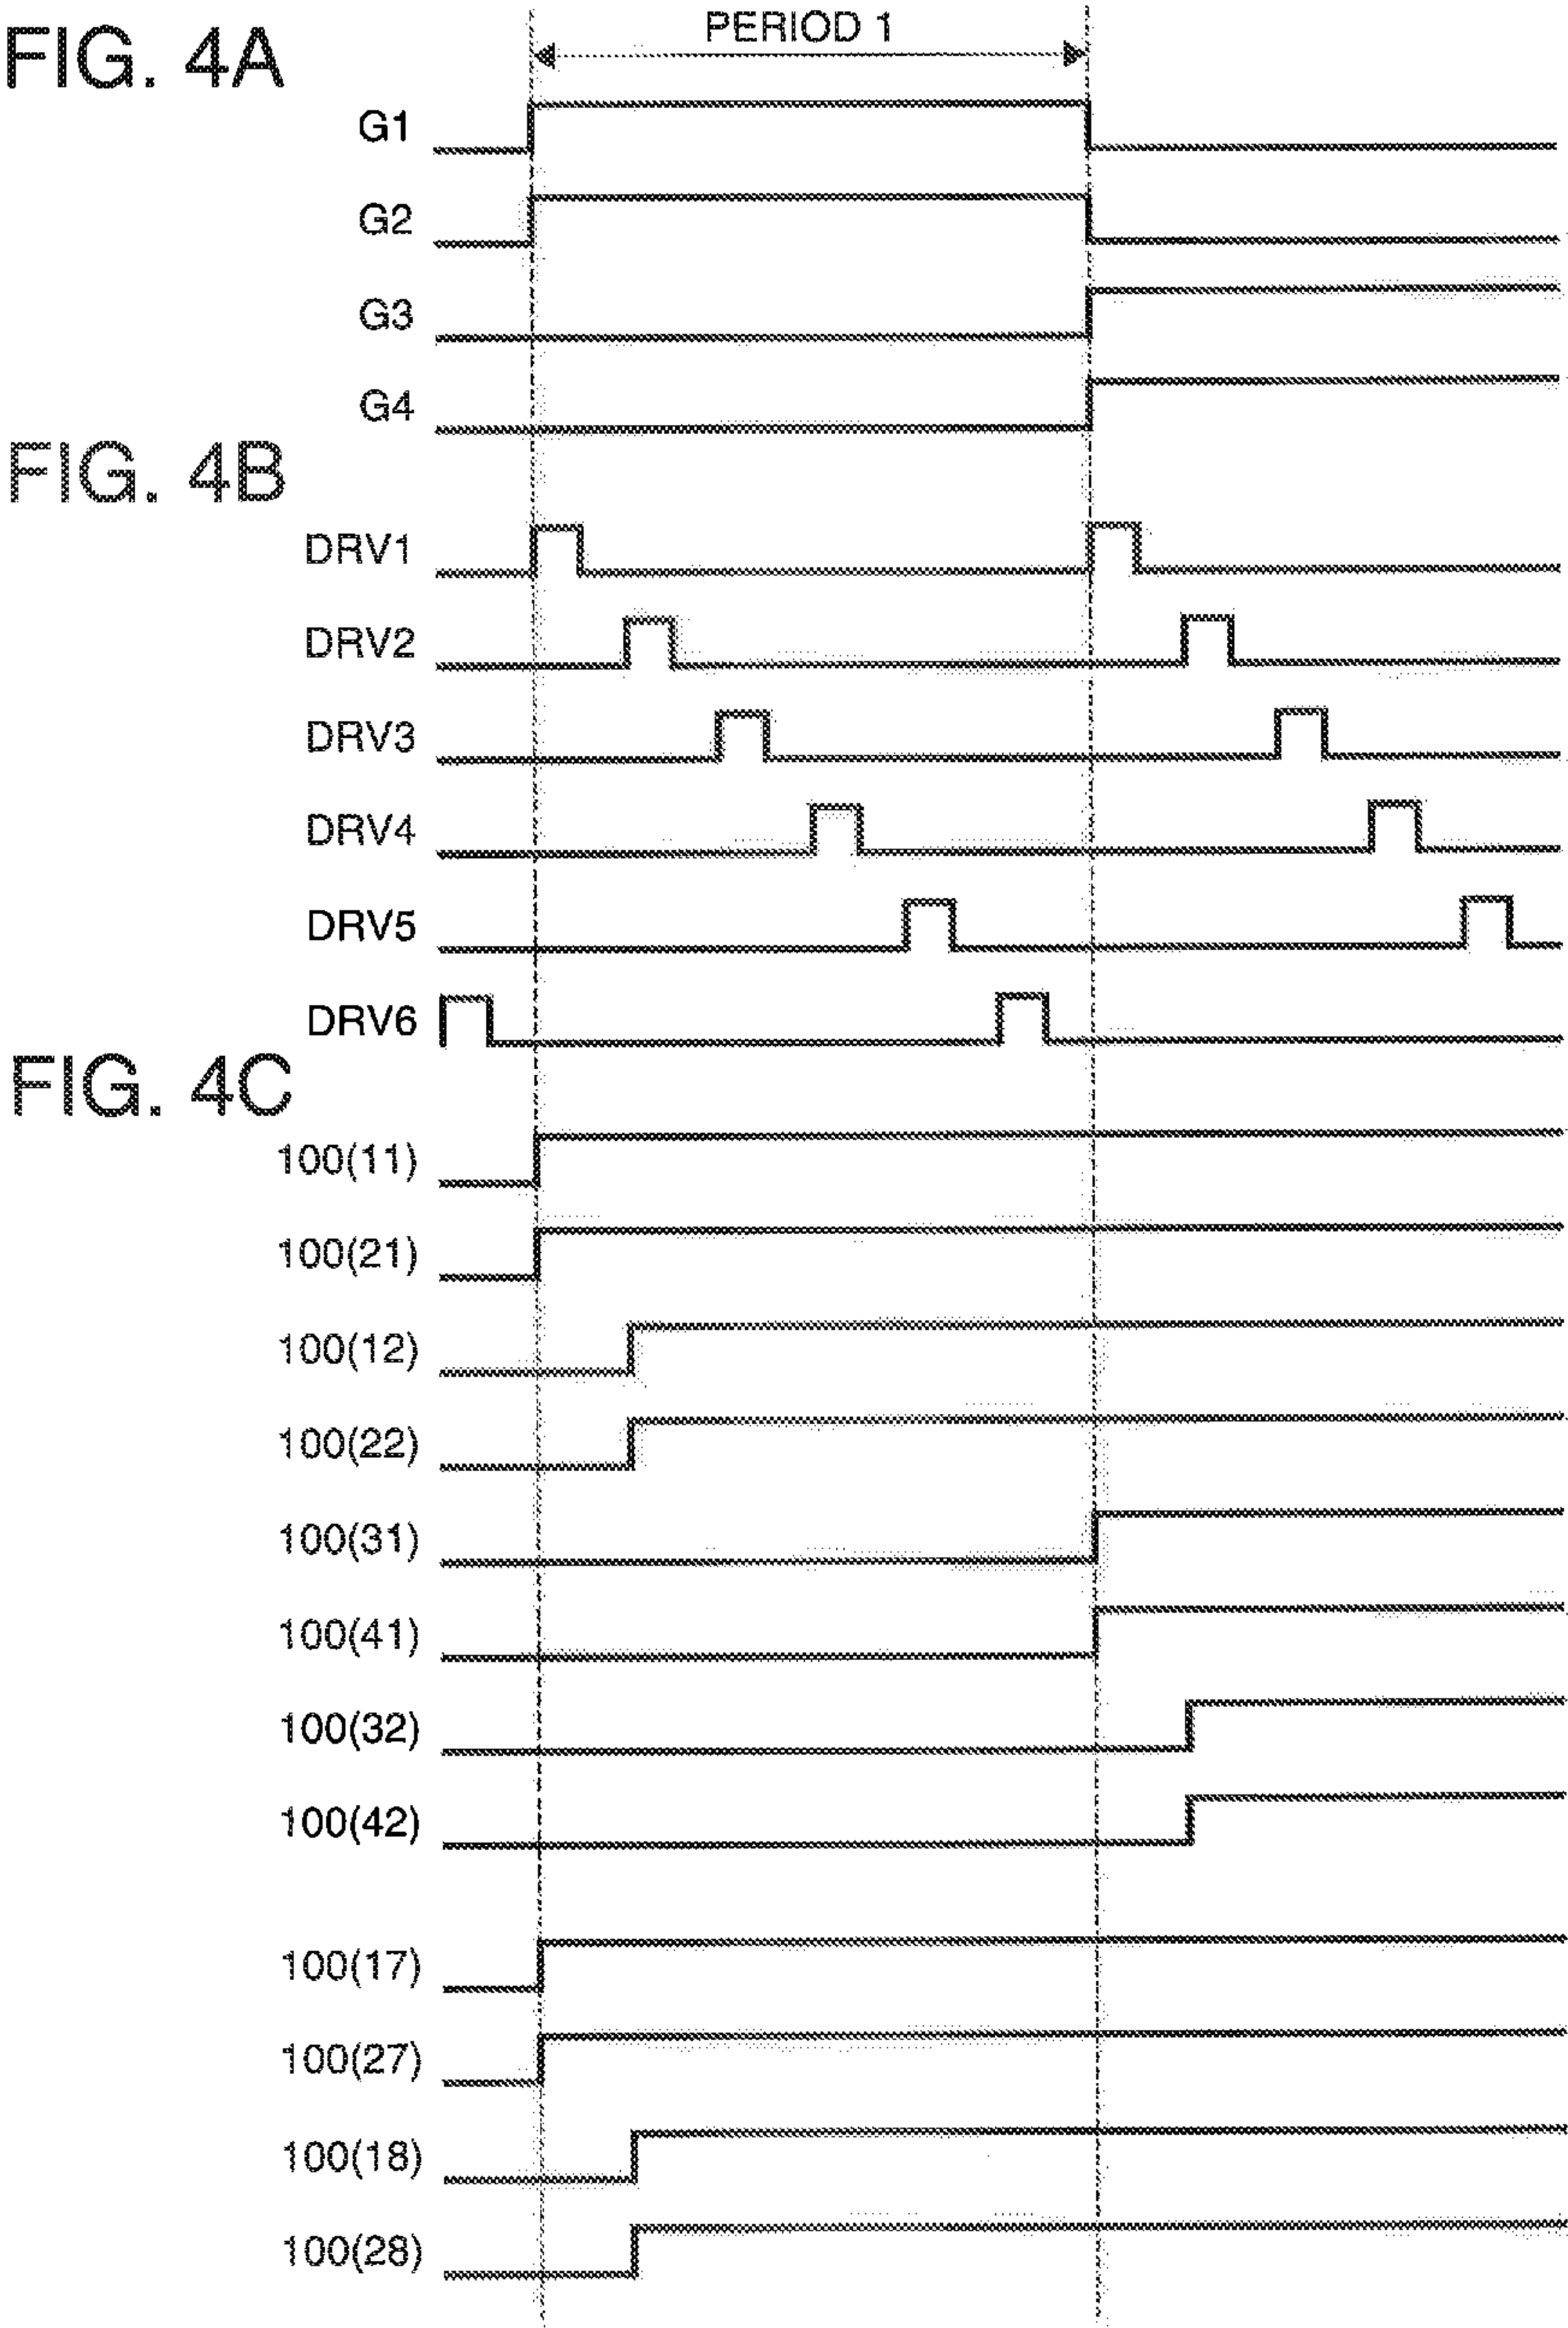 FIG. 4A
PERIOD 1
G1
G2
G3
G4
FIG. 4B
DRV1
DRV2
DRV3
DRV4
DRV5
DRV6
FIG. 4C
100(11)
100(21)
100(12)
100(22)
100(31)
100(41)
100(32)
100(42)
100(17)
100(27)
100(18)
100(28)